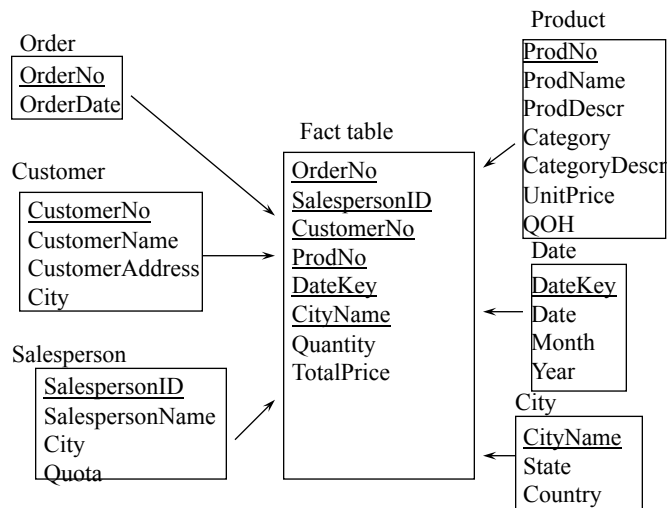 Order
OrderNo
OrderDate
Customer
CustomerNo
CustomerName
CustomerAddress
City
Salesperson
SalespersonID
SalespersonName
City
Quota
Fact table
OrderNo
SalespersonID
CustomerNo
ProdNo
DateKey
CityName
Quantity
TotalPrice
Product
ProdNo
ProdName
ProdDescr
Category
CategoryDescr
UnitPrice
QOH
Date
DateKey
Date
Month
Year
City
CityName
State
Country